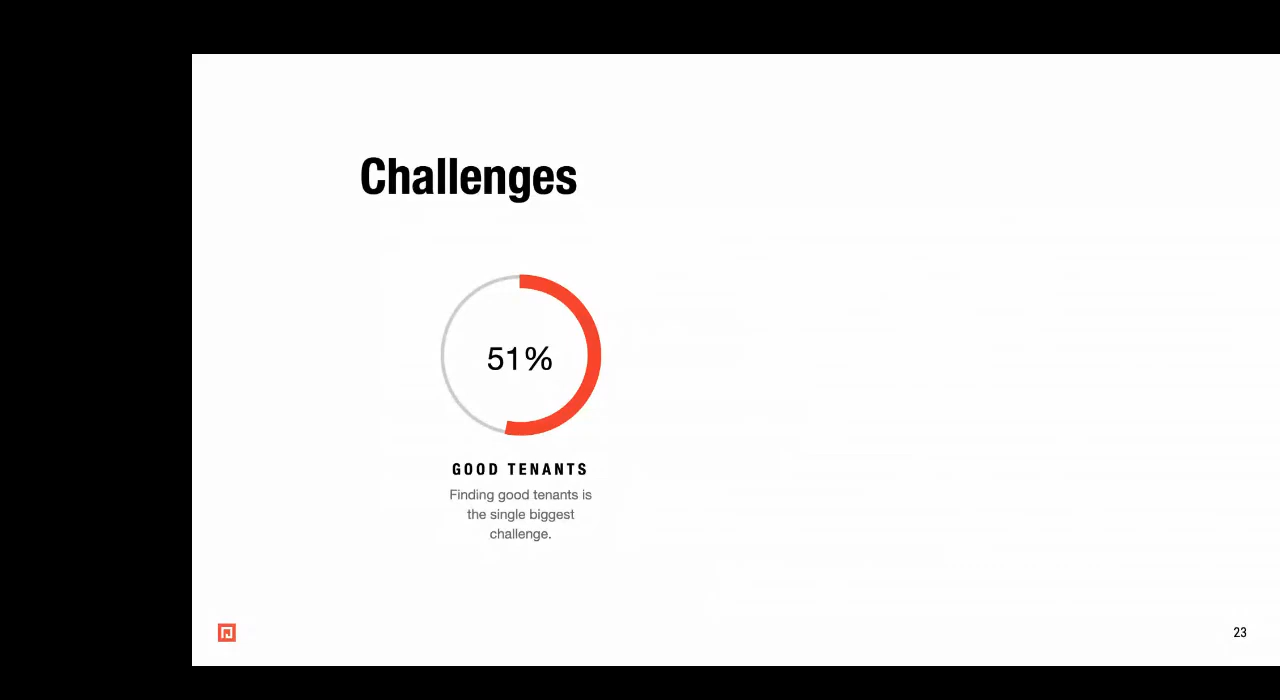 Challenges
51%
GOOD TENANTS
Finding good tenants is
the single biggest
challenge.
23